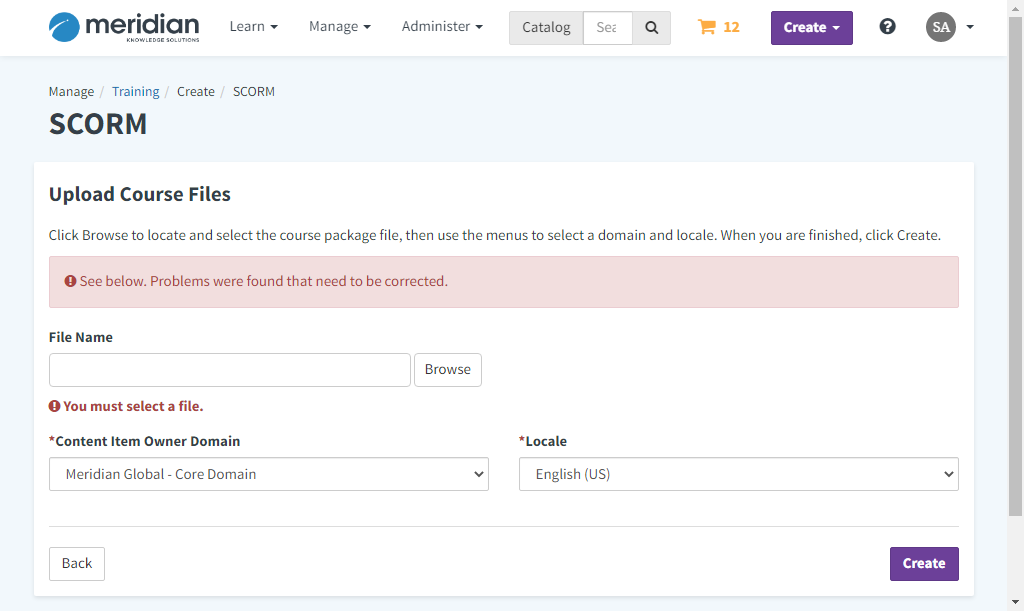 meridian
KNOWLEDGE SOLUTIONS
Learn Manage Administer Catalog Sea 12 Create SA
Manage / Training / Create / SCORM
SCORM
Upload Course Files
Click Browse to locate and select the course package file, then use the menus to select a domain and locale. When you are finished, click Create.
See below. Problems were found that need to be corrected.
File Name
Browse
You must select a file.
*Content Item Owner Domain *Locale
Meridian Global - Core Domain English (US)
Back Create